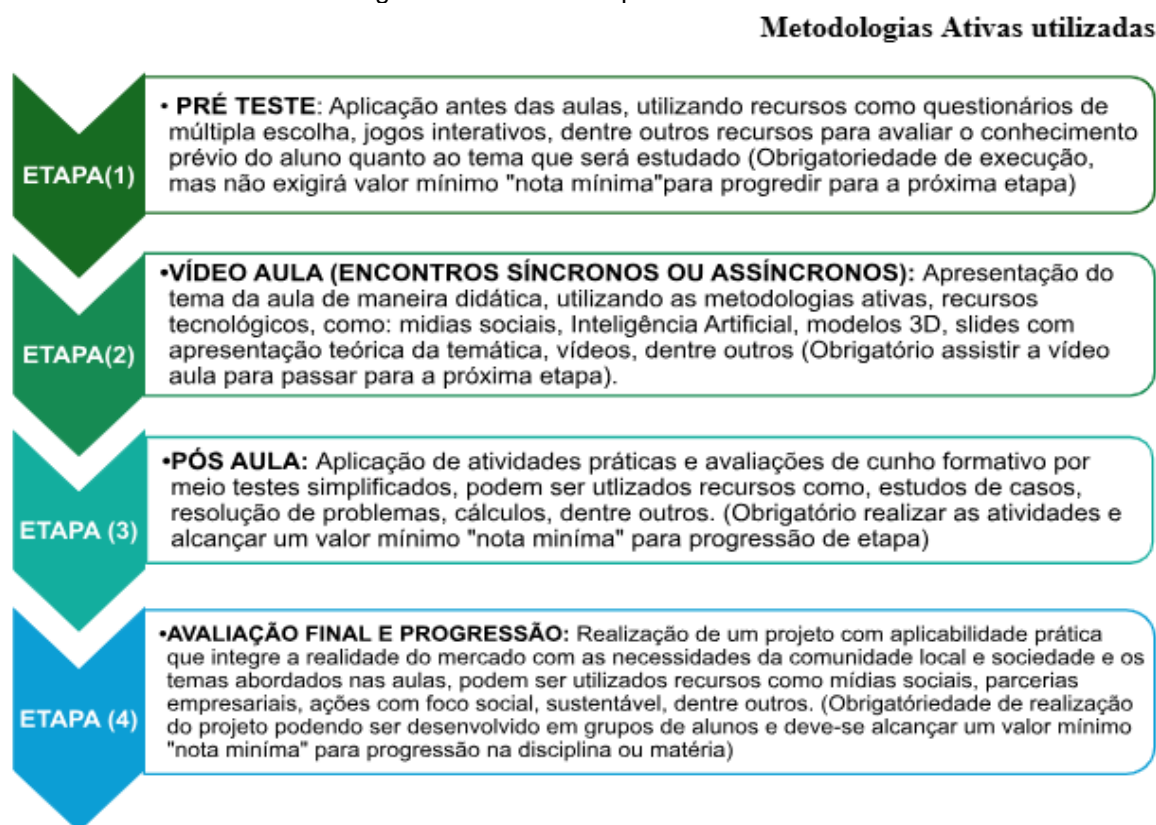 Metodologias Ativas utilizadas
ETAPA(1)
• PRÉ TESTE: Aplicação antes das aulas, utilizando recursos como questionários de
múltipla escolha, jogos interativos, dentre outros recursos para avaliar o conhecimento
prévio do aluno quanto ao tema que será estudado (Obrigatoriedade de execução,
mas não exigirá valor mínimo "nota mínima"para progredir para a próxima etapa)
ETAPA(2)
•VÍDEO AULA (ENCONTROS SÍNCRONOS OU ASSÍNCRONOS): Apresentação do
tema da aula de maneira didática, utilizando as metodologias ativas, recursos
tecnológicos, como: midias sociais, Inteligência Artificial, modelos 3D, slides com
apresentação teórica da temática, vídeos, dentre outros (Obrigatório assistir a vídeo
aula para passar para a próxima etapa).
ETAPA (3)
•PÓS AULA: Aplicação de atividades práticas e avaliações de cunho formativo por
meio testes simplificados, podem ser utlizados recursos como, estudos de casos,
resolução de problemas, cálculos, dentre outros. (Obrigatório realizar as atividades e
alcançar um valor mínimo "nota miníma" para progressão de etapa)
ETAPA (4)
•AVALIAÇÃO FINAL E PROGRESSÃO: Realização de um projeto com aplicabilidade prática
que integre a realidade do mercado com as necessidades da comunidade local e sociedade e os
temas abordados nas aulas, podem ser utilizados recursos como mídias sociais, parcerias
empresariais, ações com foco social, sustentável, dentre outros. (Obrigatóriedade de realização
do projeto podendo ser desenvolvido em grupos de alunos e deve-se alcançar um valor mínimo
"nota miníma" para progressão na disciplina ou matéria)